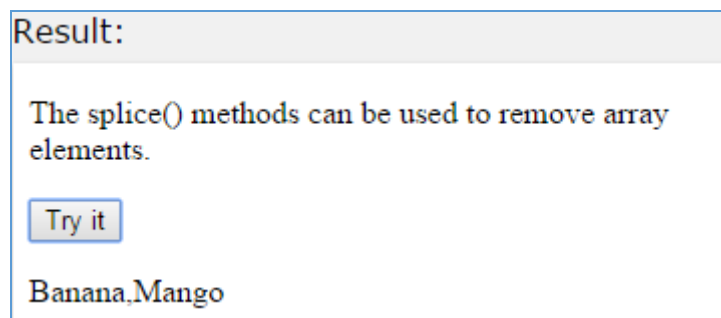 Result:
The splice() methods can be used to remove array
elements.
Try it
Banana,Mango